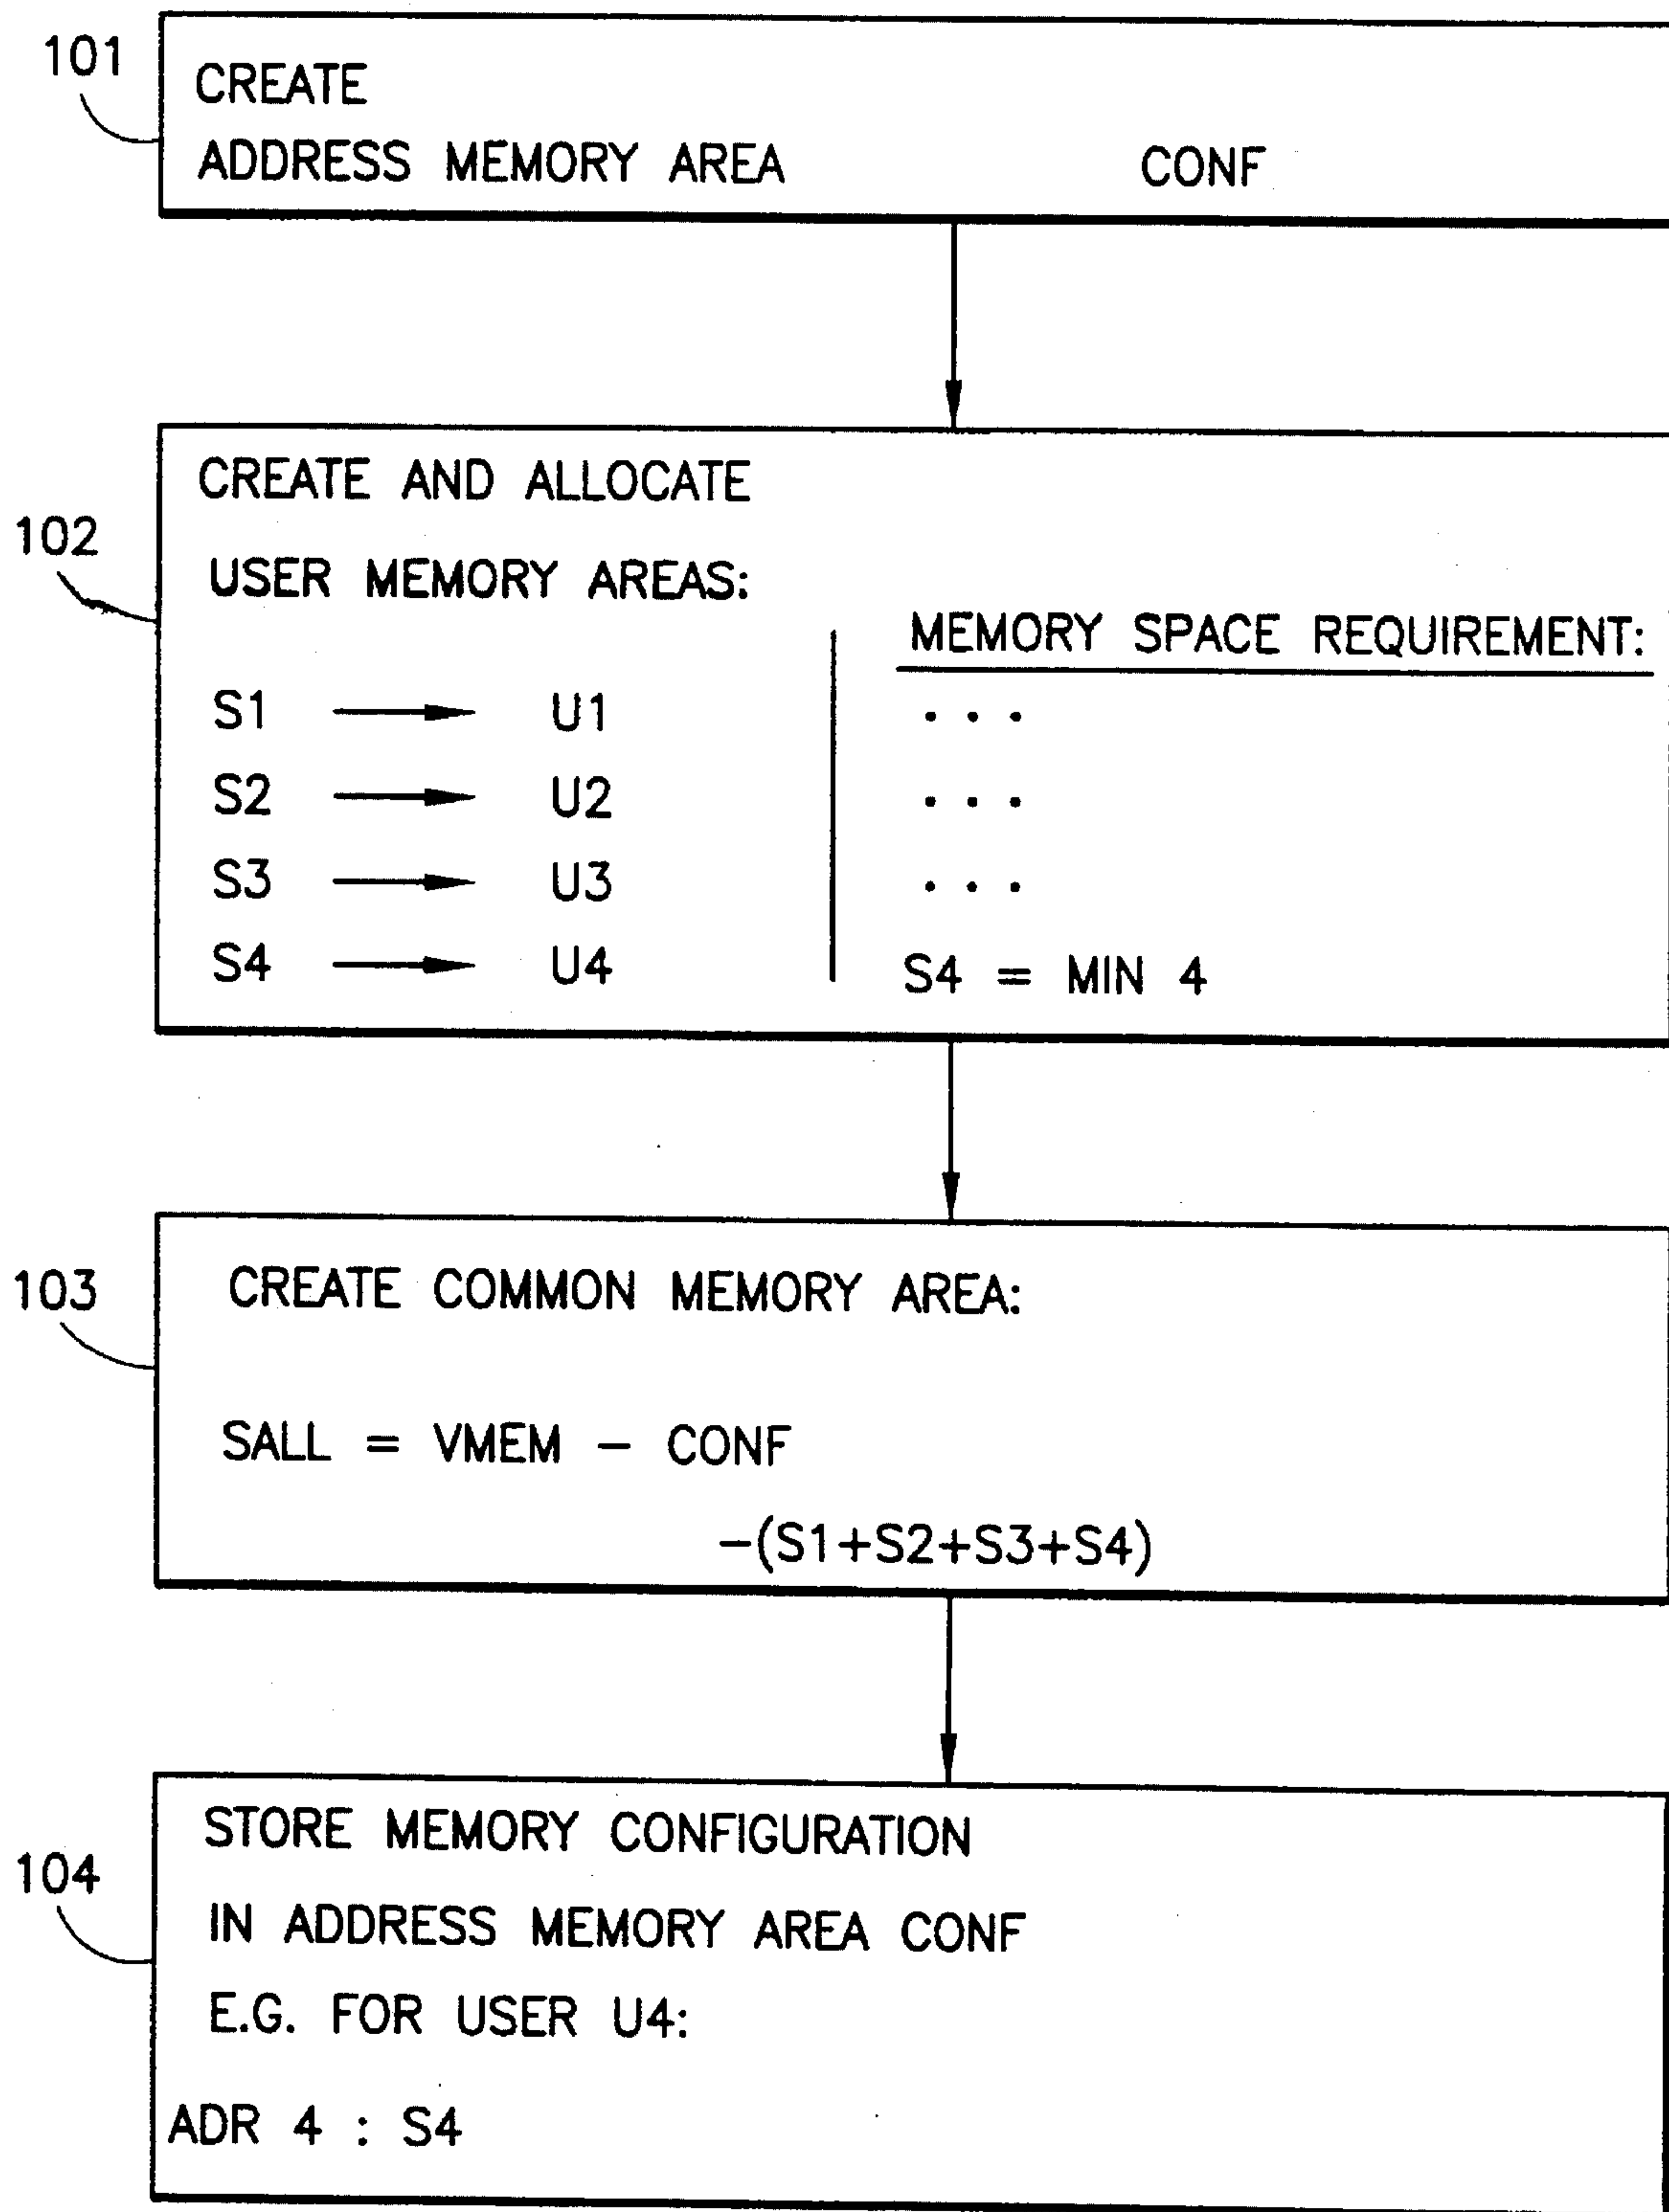 101
CREATE
ADDRESS MEMORY AREA CONF
102
CREATE AND ALLOCATE
USER MEMORY AREAS:
MEMORY SPACE REQUIREMENT:
S1 U1 . . .
S2 U2 . . .
S3 U3 . . .
S4 U4 S4 = MIN 4
103
CREATE COMMON MEMORY AREA:
SALL = VMEM - CONF
-(S1+S2+S3+S4)
104
STORE MEMORY CONFIGURATION
IN ADDRESS MEMORY AREA CONF
E.G. FOR USER U4:
ADR 4 : S4